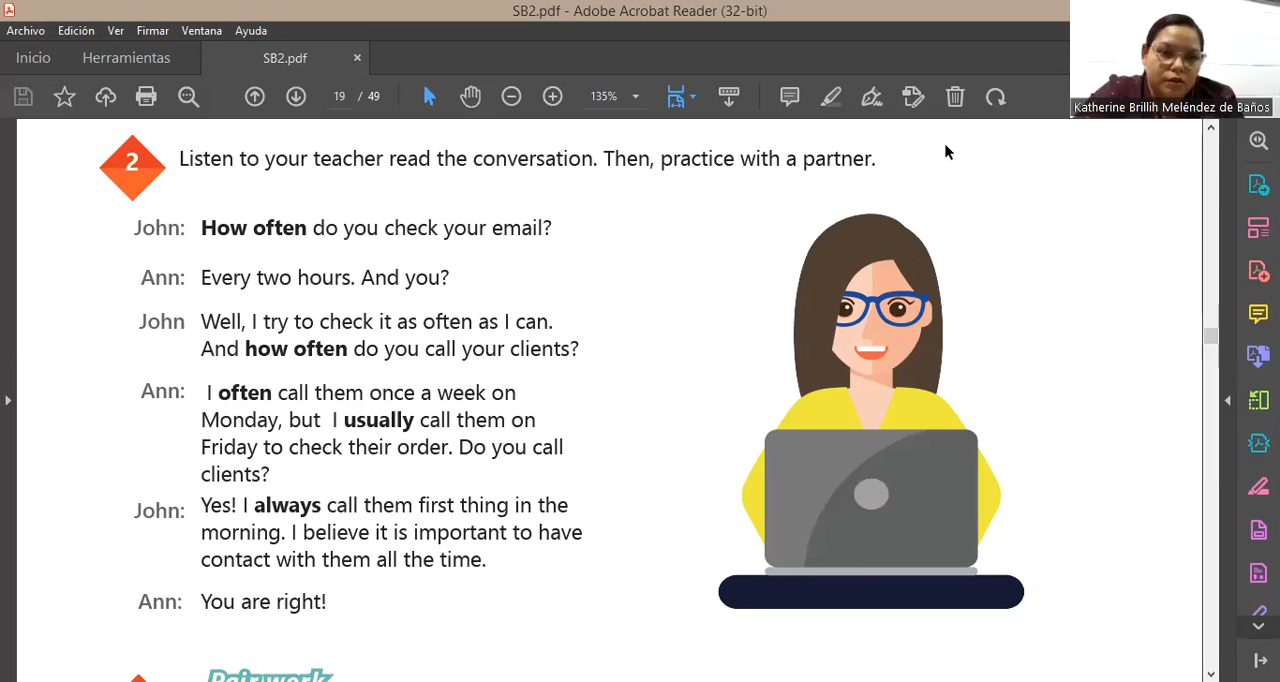 SB2.pdf - Adobe Acrobat Reader (32-bit)
Archivo Edición Ver Firmar Ventana Ayuda
Inicio Herramientas SB2.pdf ×
19 / 49 135%
Katherine Brillih Meléndez de Baños
2 Listen to your teacher read the conversation. Then, practice with a partner.
John: How often do you check your email?
Ann: Every two hours. And you?
John Well, I try to check it as often as I can.
And how often do you call your clients?
Ann: I often call them once a week on
Monday, but I usually call them on
Friday to check their order. Do you call
clients?
John: Yes! I always call them first thing in the
morning. I believe it is important to have
contact with them all the time.
Ann: You are right!
Pair work